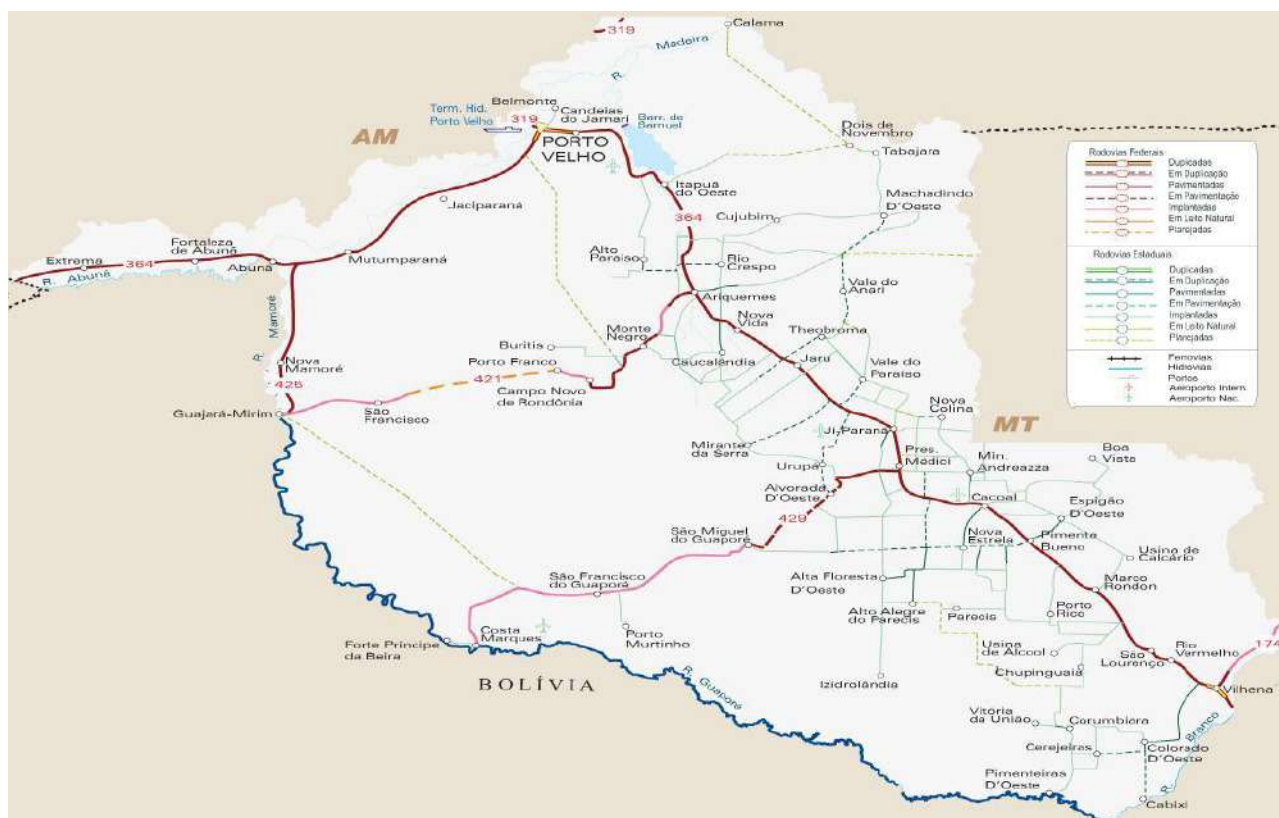 319
Calama
Madeira
R.
Belmonte
Term. Hid.
Porto Velho
319
Candeias
do Jamari
Barr. de
Samuel
AM
PORTO
VELHO
Dois de
Novembro
Tabajara
Itapuã
do Oeste
Machadindo
D'Oeste
Jaciparaná
364
Cujubim
Fortaleza
de Abunã
Extrema
364
Abunã
Mutumparaná
R. Abunã
Alto
Paraiso
Rio
Crespo
Ariquemes
Vale do
Anari
R. Mamoré
Nova
Vida
Monte
Negro
Theobroma
Buritis
Porto Franco
Caucalândia
Jaru
Vale do
Paraiso
Nova
Mamoré
425
421
Campo Novo
de Rondônia
Guajará-Mirim
São
Francisco
Nova
Colina
Ji-Paraná
MT
Mirante
da Serra
Pres.
Médici
Min.
Andreazza
Boa
Vista
Urupá
Alvorada
D'Oeste
Cacoal
Espigão
D'Oeste
429
São Miguel
do Guaporé
Nova
Estrela
Pimenta
Bueno
Usina de
Calcário
São Francisco
do Guaporé
Alta Floresta
D'Oeste
Marco
Rondon
Alto Alegre
do Parecis
Parecis
Porto
Rico
Forte Príncipe
da Beira
Costa
Marques
Porto
Murtinho
Usina
de Alcool
São
Lourenço
Rio
Vermelho
174
BOLÍVIA
R. Guaporé
Izidrolândia
Chupinguaia
Vilhena
Vitoria
da União
Corumbiara
R. Branco
Cerejeiras
Colorado
D'Oeste
Pimenteiras
D'Oeste
Cabixi
Rodovias Federais
Duplicadas
Em Duplicação
Pavimentadas
Em Pavimentação
Implantadas
Em Leito Natural
Planejadas
Rodovias Estaduais
Duplicadas
Em Duplicação
Pavimentadas
Em Pavimentação
Implantadas
Em Leito Natural
Planejadas
Ferrovias
Hidrovias
Portos
Aeroporto Intern.
Aeroporto Nac.